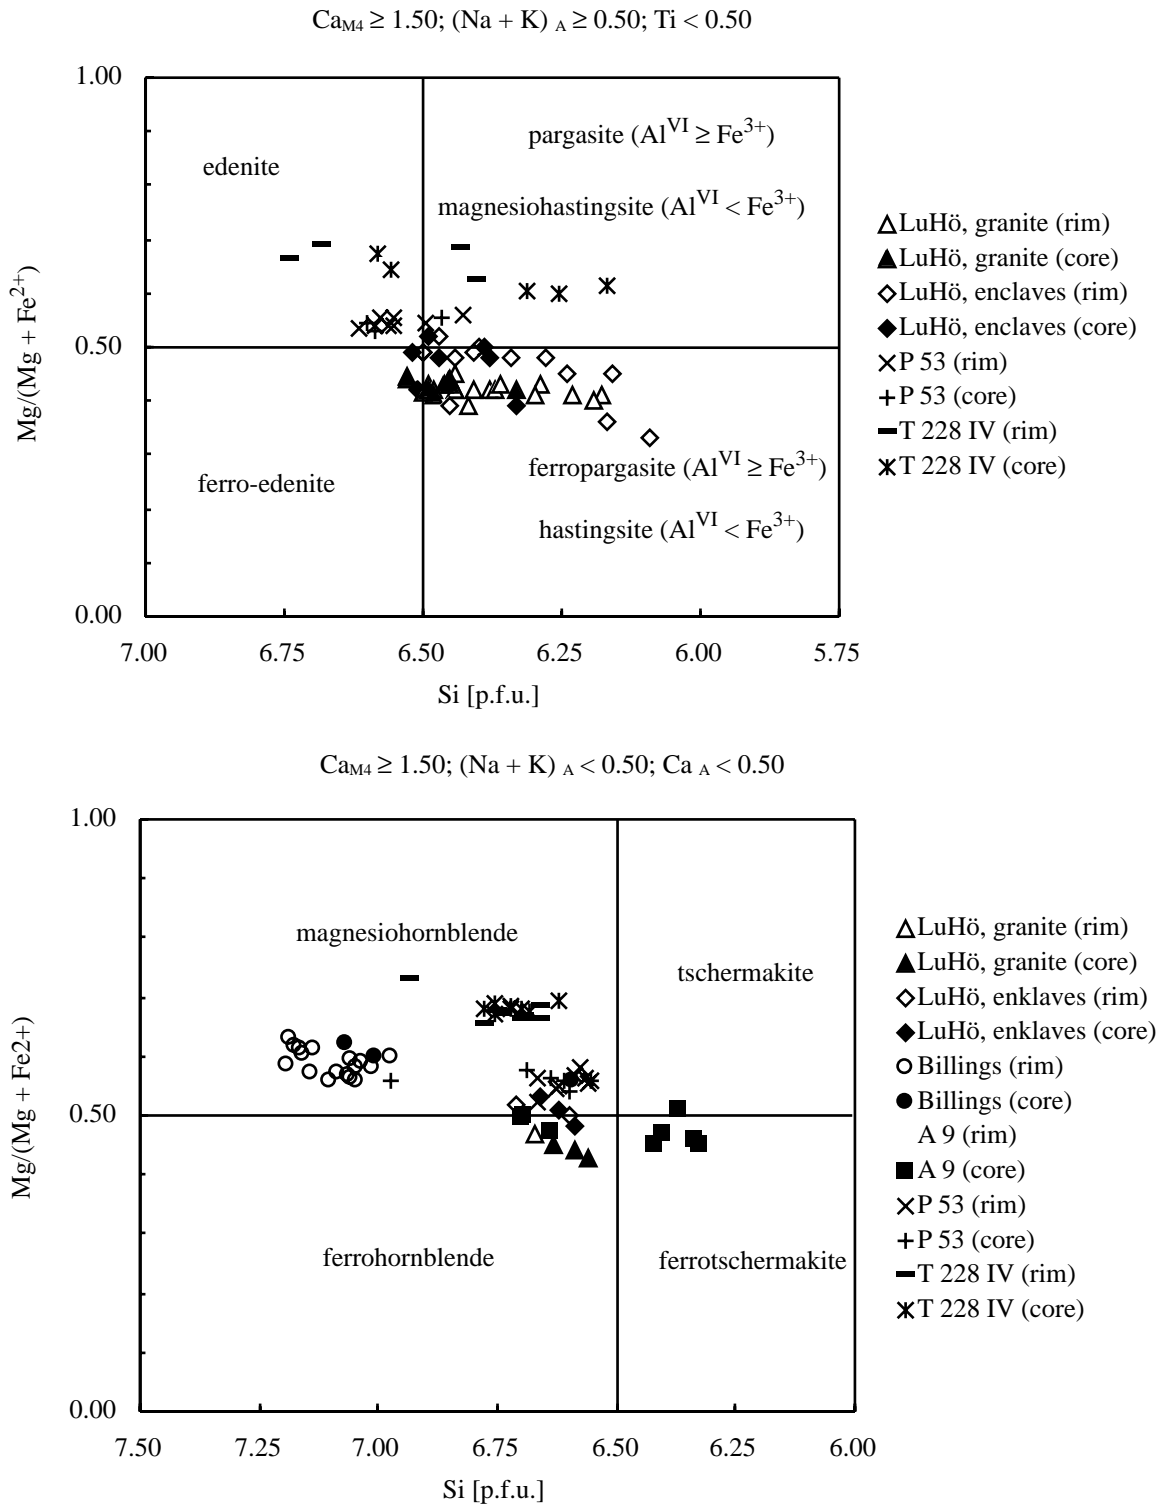 Ca M4 ≥ 1.50; (Na + K) A ≥ 0.50; Ti < 0.50
1.00
pargasite (Al^VI ≥ Fe^3+)
edenite
magnesiohastingsite (Al^VI < Fe^3+)
Mg/(Mg + Fe^2+)
0.50
ferropargasite (Al^VI ≥ Fe^3+)
ferro-edenite
hastingsite (Al^VI < Fe^3+)
0.00
7.00 6.75 6.50 6.25 6.00 5.75
Si [p.f.u.]
LuHö, granite (rim)
LuHö, granite (core)
LuHö, enclaves (rim)
LuHö, enclaves (core)
P 53 (rim)
P 53 (core)
T 228 IV (rim)
T 228 IV (core)
Ca M4 ≥ 1.50; (Na + K) A < 0.50; Ca A < 0.50
1.00
magnesiohornblende
tschermakite
Mg/(Mg + Fe2+)
0.50
ferrohornblende
ferrotschermakite
0.00
7.50 7.25 7.00 6.75 6.50 6.25 6.00
Si [p.f.u.]
LuHö, granite (rim)
LuHö, granite (core)
LuHö, enklaves (rim)
LuHö, enklaves (core)
Billings (rim)
Billings (core)
A 9 (rim)
A 9 (core)
P 53 (rim)
P 53 (core)
T 228 IV (rim)
T 228 IV (core)